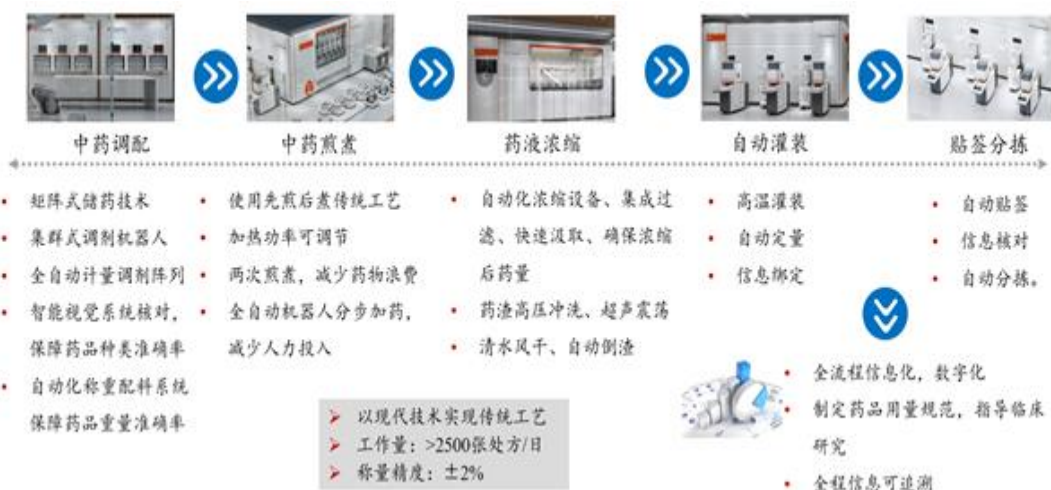 中药调配
中药煎煮
药液浓缩
自动灌装
贴签分拣
• 矩阵式储药技术
• 集群式调剂机器人
• 全自动计量调剂阵列
• 智能视觉系统核对，
保障药品种类准确率
• 自动化称重配料系统
保障药品重量准确率
• 使用先煎后煮传统工艺
• 加热功率可调节
• 两次煎煮，减少药物浪费
• 全自动机器人分步加药，
减少人力投入
• 自动化浓缩设备、集成过
滤、快速汲取、确保浓缩
后药量
• 药渣高压冲洗、超声震荡
• 清水风干、自动倒渣
• 高温灌装
• 自动定量
• 信息绑定
• 自动贴签
• 信息核对
• 自动分拣。
➢ 以现代技术实现传统工艺
➢ 工作量：>2500张处方/日
➢ 称量精度：±2%
• 全流程信息化，数字化
• 制定药品用量规范，指导临床
研究
• 全程信息可追溯